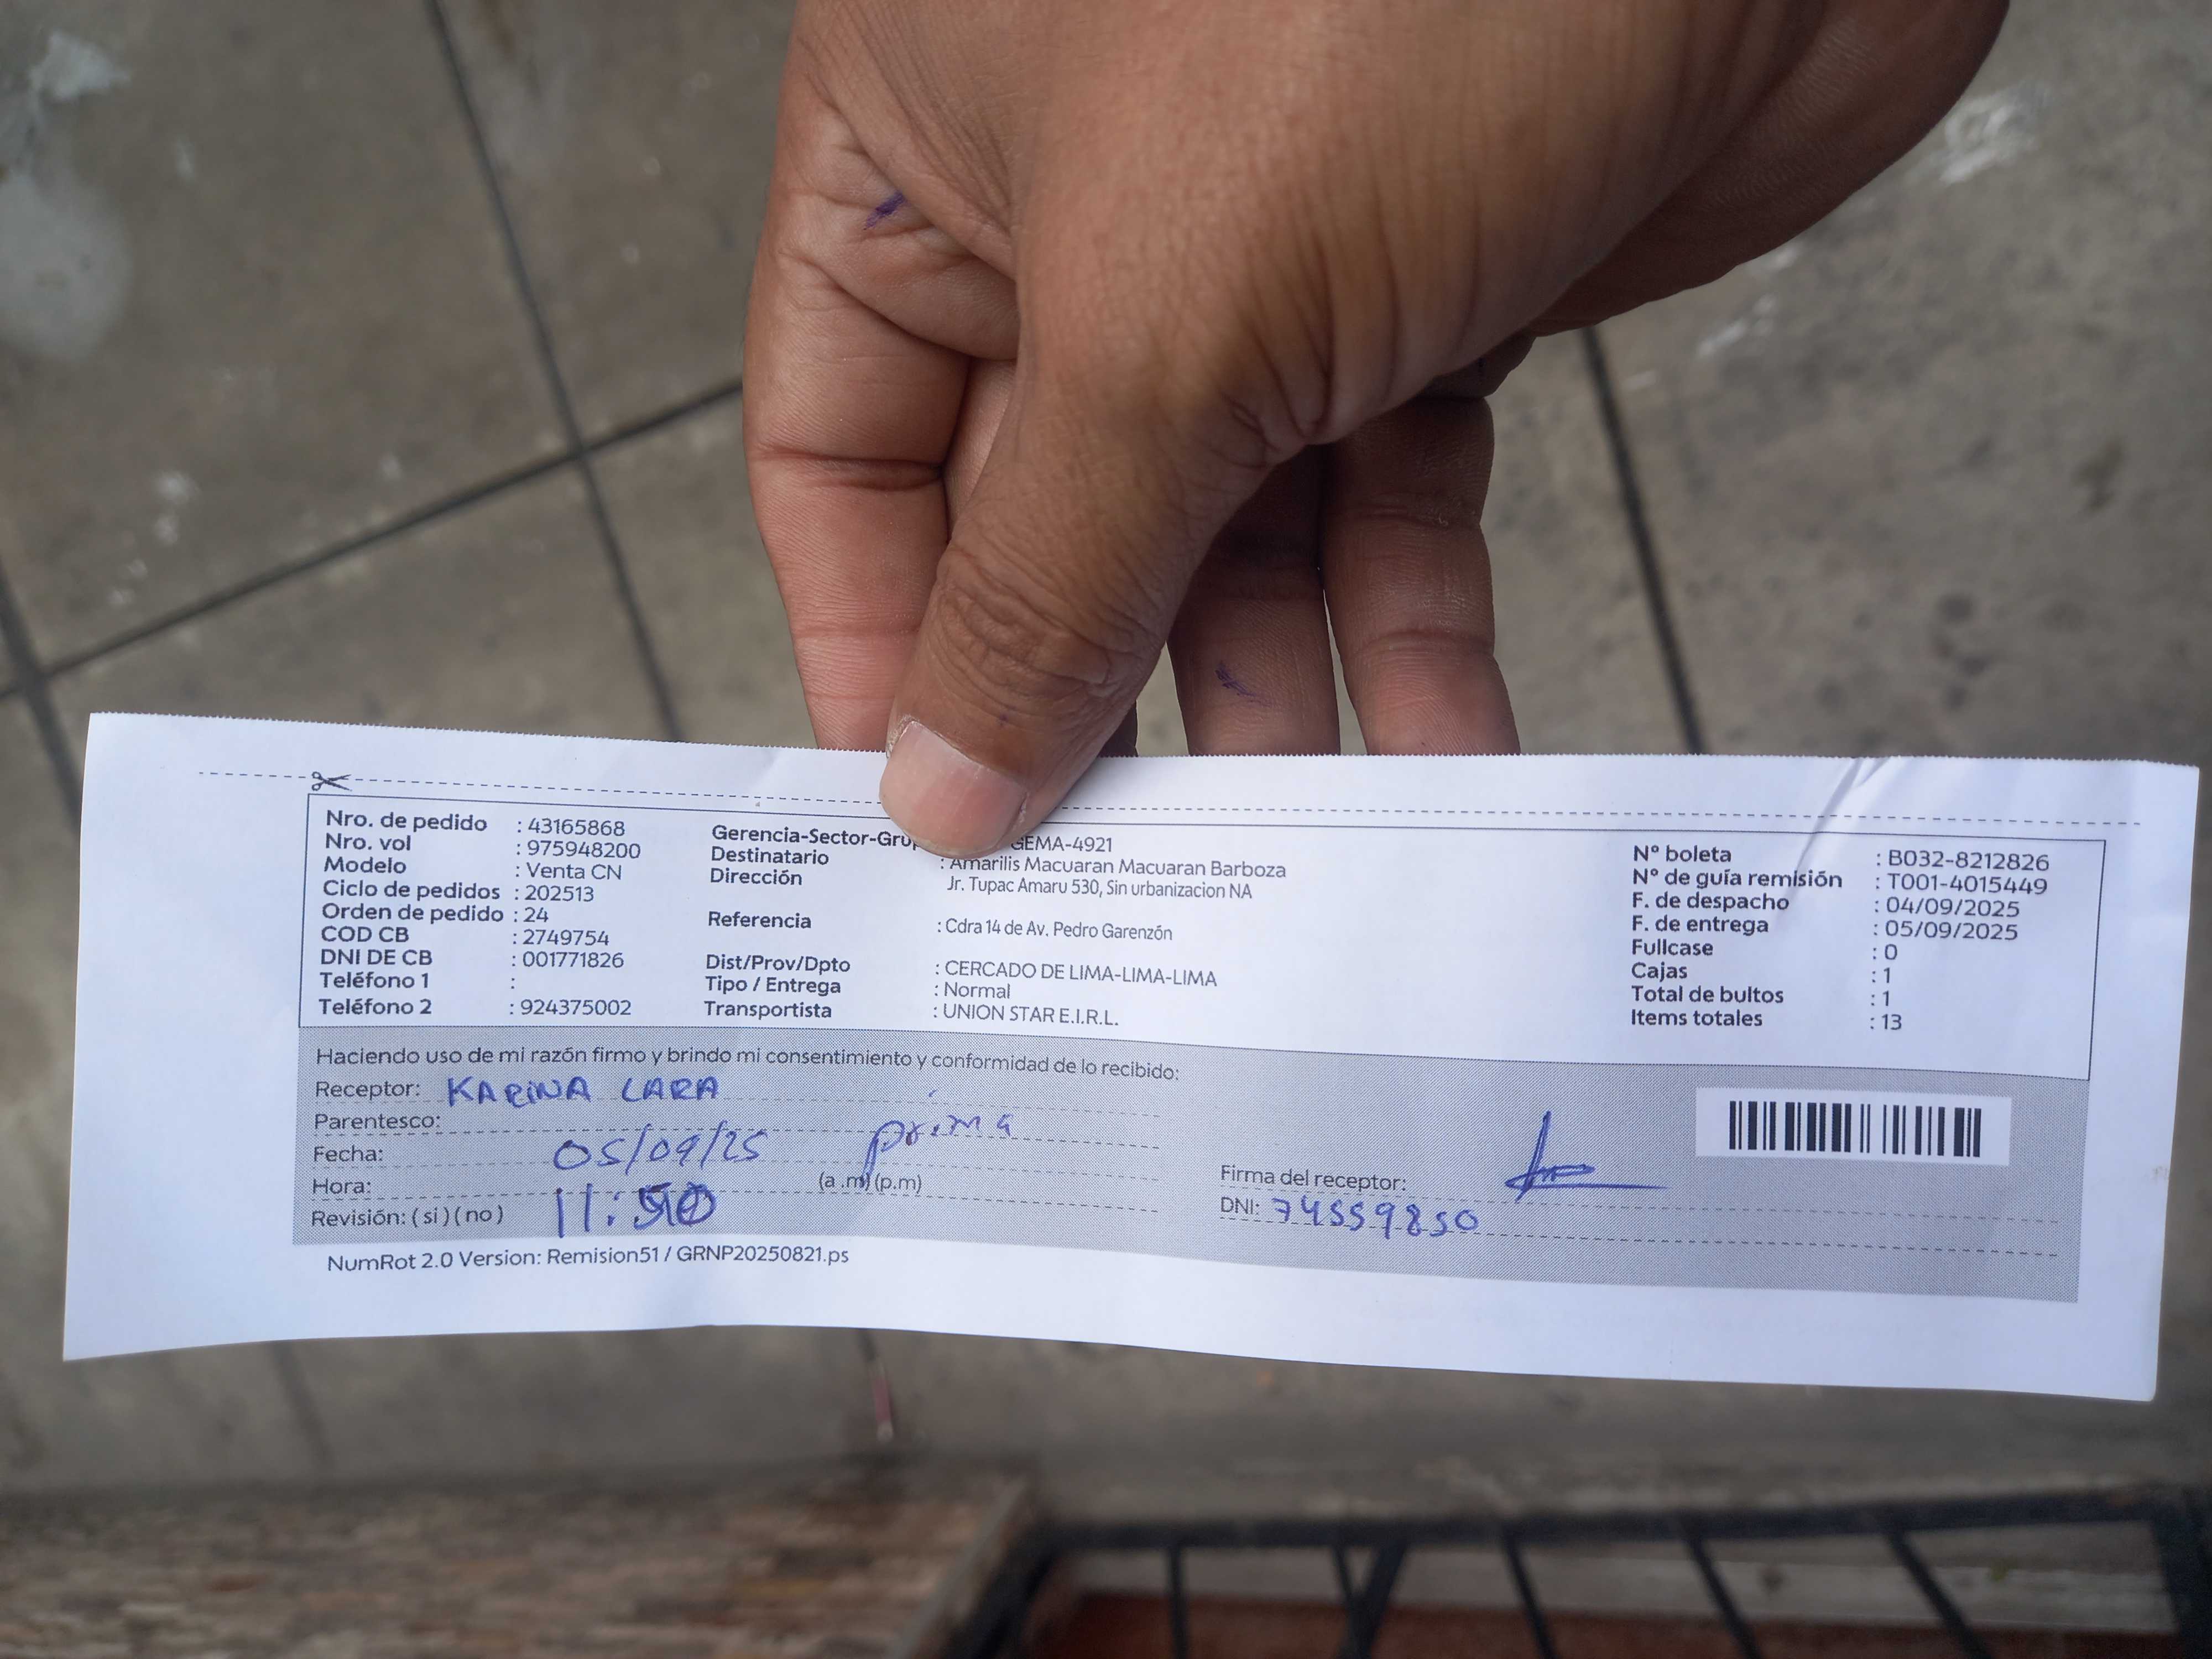 Nro. de pedido : 43165868
Nro. vol : 975948200
Modelo : Venta CN
Ciclo de pedidos : 202513
Orden de pedido : 24
COD CB : 2749754
DNI DE CB : 001771826
Teléfono 1 :
Teléfono 2 : 924375002
Gerencia-Sector-Gru GEMA-4921
Destinatario : Amarilis Macuaran Macuaran Barboza
Dirección Jr. Tupac Amaru 530, Sin urbanizacion NA
Referencia : Cdra 14 de Av. Pedro Garenzón
Dist/Prov/Dpto : CERCADO DE LIMA-LIMA-LIMA
Tipo / Entrega : Normal
Transportista : UNION STAR E.I.R.L.
N° boleta : B032-8212826
N° de guía remisión : T001-4015449
F. de despacho : 04/09/2025
F. de entrega : 05/09/2025
Fullcase : 0
Cajas : 1
Total de bultos : 1
Items totales : 13
Haciendo uso de mi razón firmo y brindo mi consentimiento y conformidad de lo recibido:
Receptor: KARINA LARA
Parentesco: prima
Fecha: 05/09/25
Hora: 11: (a .m) (p.m)
Revisión: ( si ) ( no )
Firma del receptor:
DNI: 74559850
NumRot 2.0 Version: Remision51 / GRNP20250821.ps